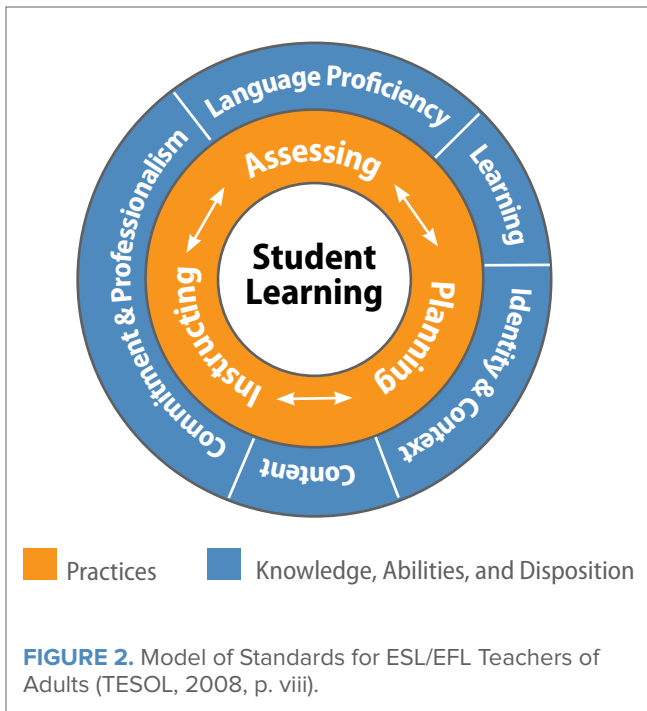 Language Proficiency
Learning
Identity & Context
Content
Commitment & Professionalism
Assessing
Planning
Instructing
Student
Learning
Practices
Knowledge, Abilities, and Disposition
FIGURE 2. Model of Standards for ESL/EFL Teachers of
Adults (TESOL, 2008, p. viii).